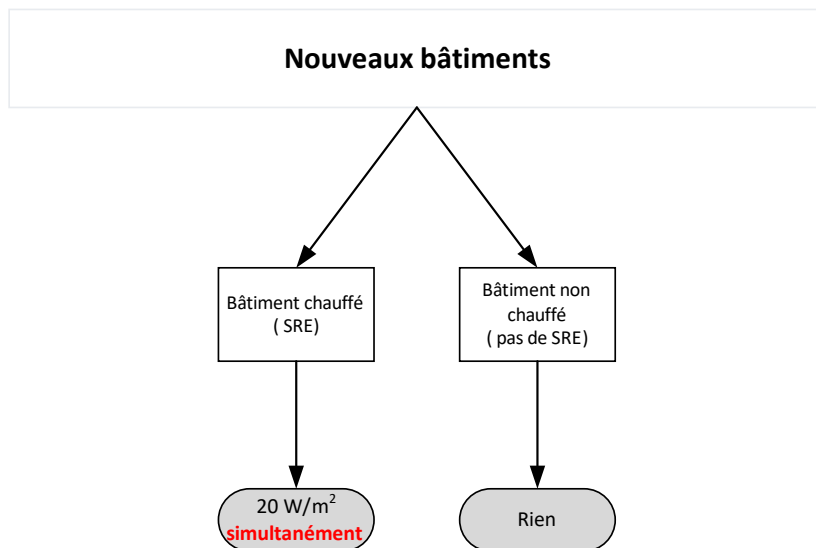 Nouveaux bâtiments
Bâtiment chauffé
( SRE)
Bâtiment non
chauffé
( pas de SRE)
20 W/m²
simultanément
Rien